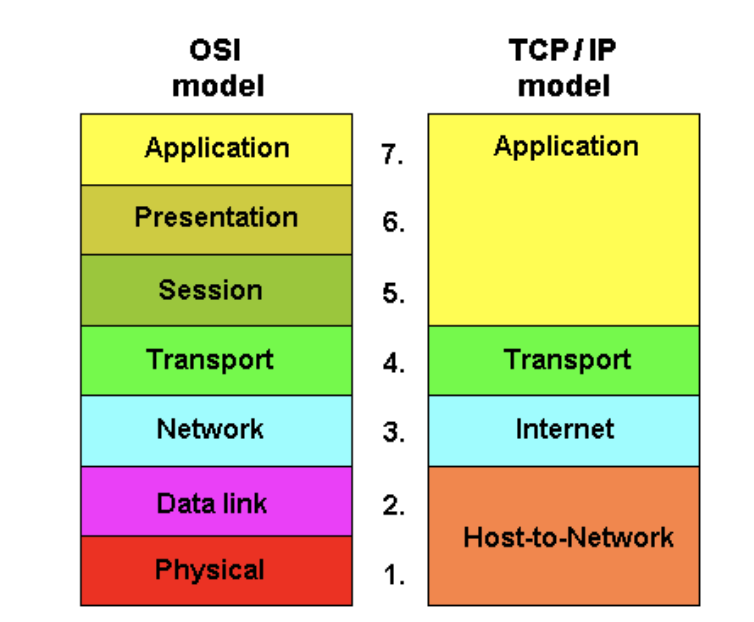 OSI
model
TCP/IP
model
Application
7.
Application
Presentation
6.
Session
5.
Transport
4.
Transport
Network
3.
Internet
Data link
2.
Host-to-Network
Physical
1.